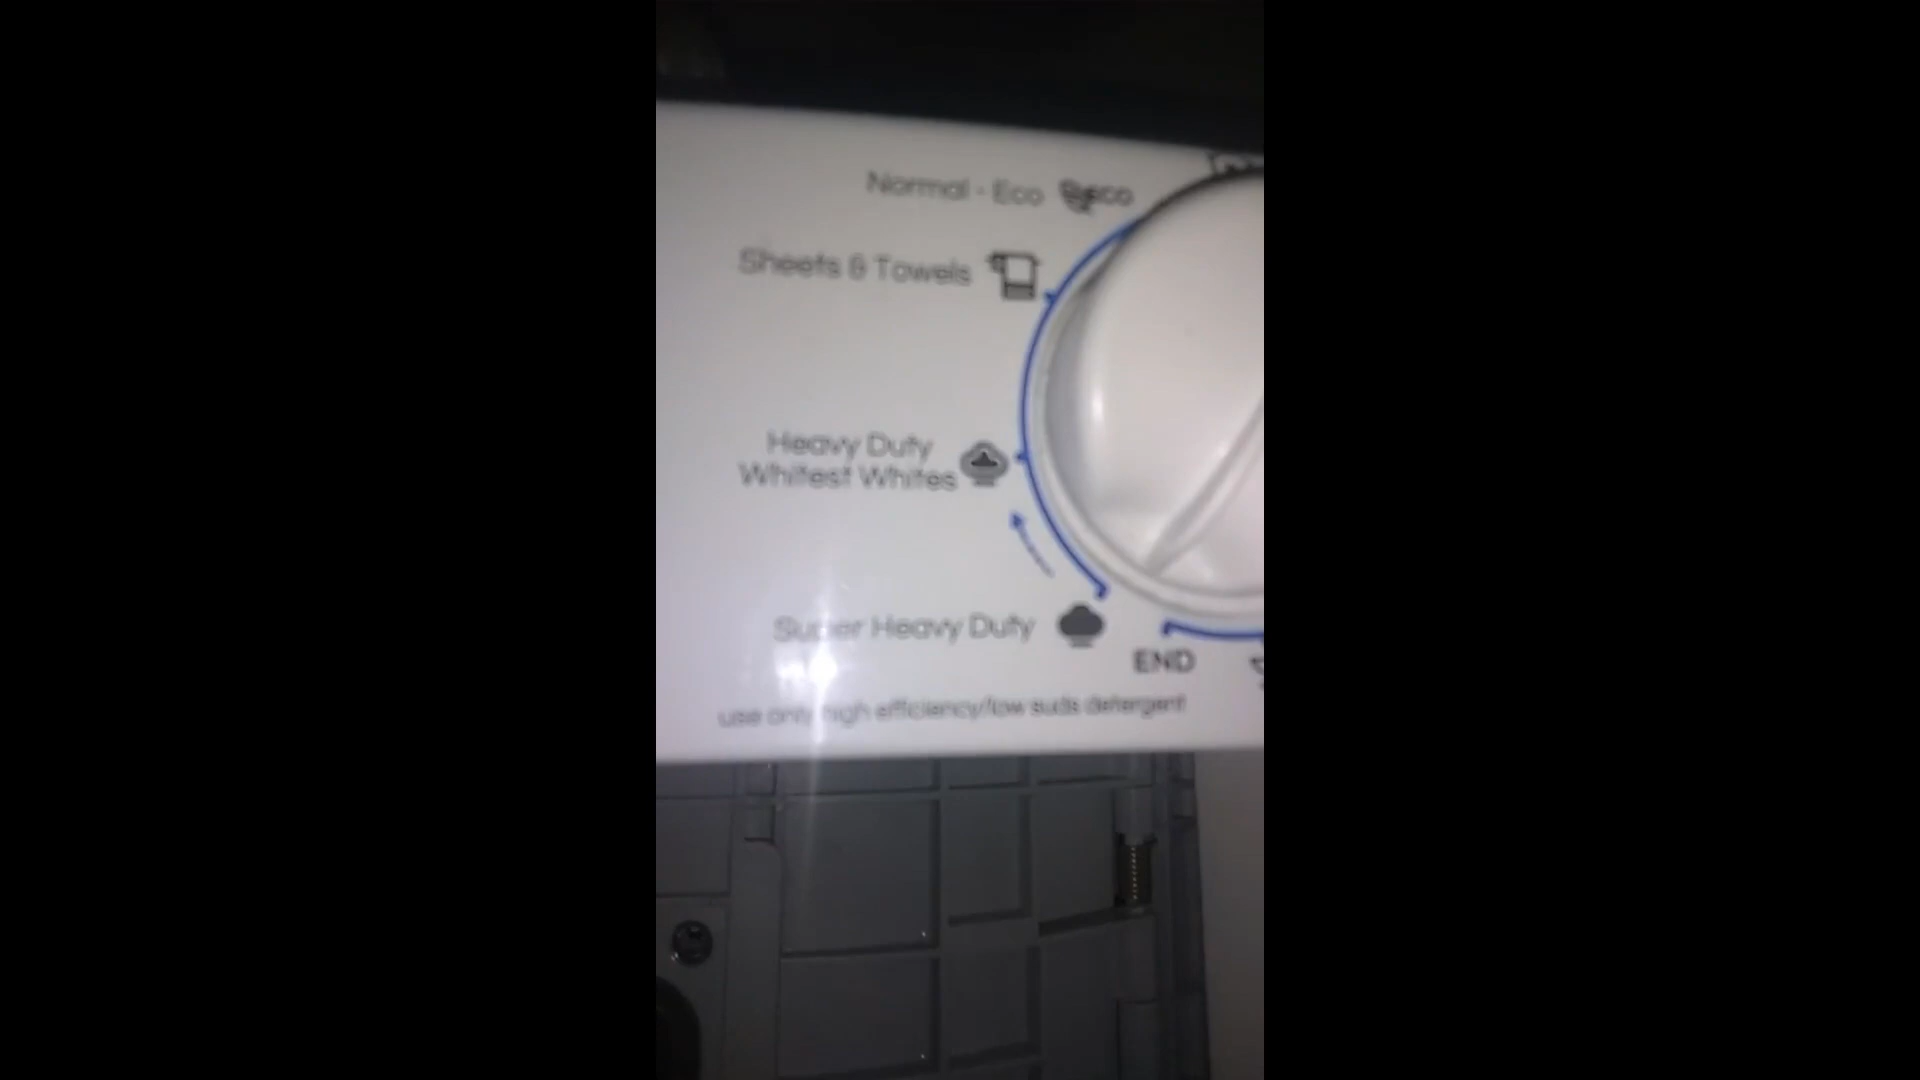 Normal - Eco eco
Sheets & Towels
Heavy Duty
Whitest Whites
Super Heavy Duty
END
use only high efficiency/low suds detergent